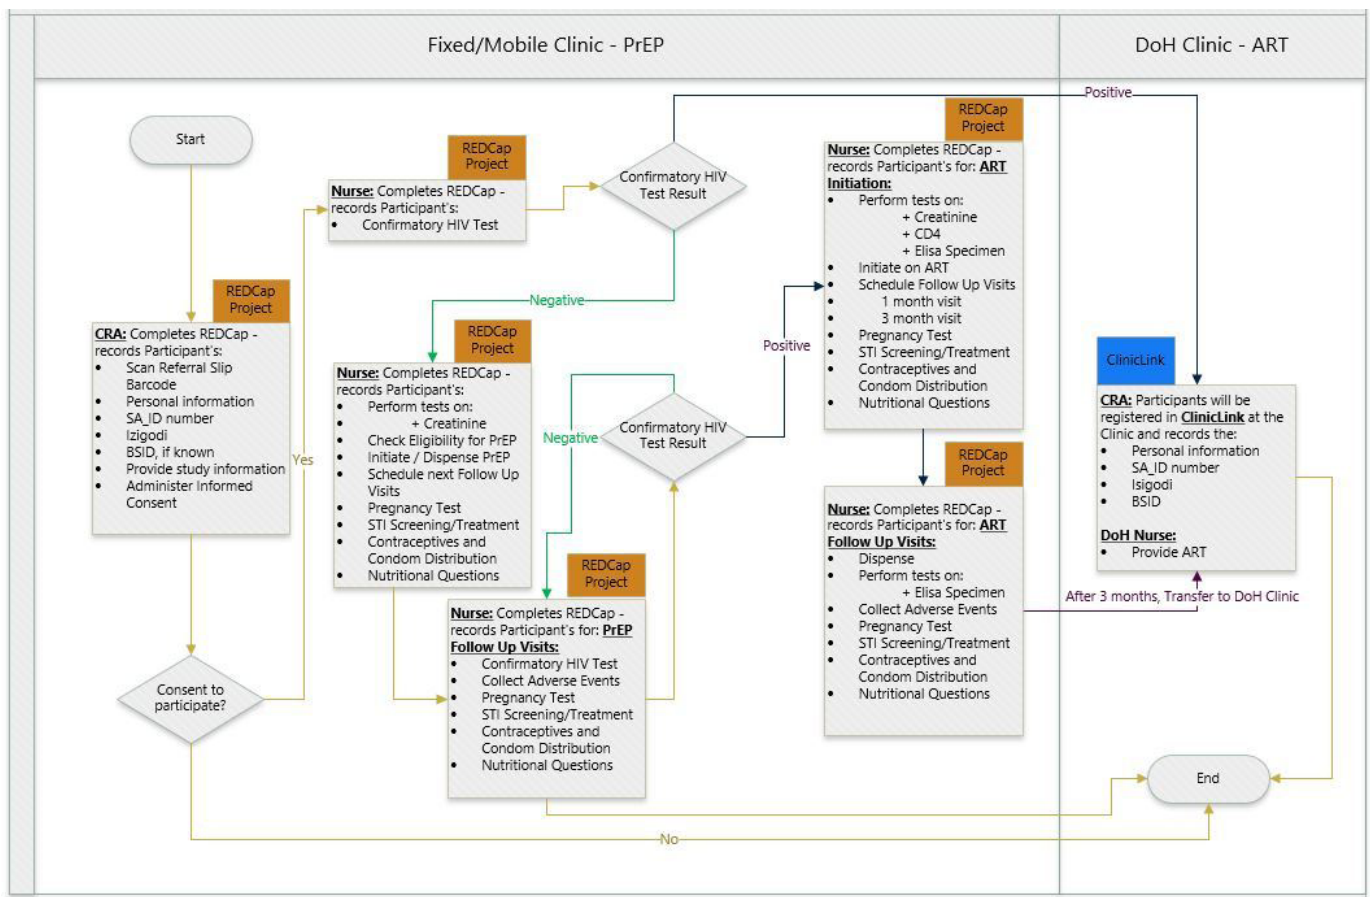 Fixed/Mobile Clinic - PrEP
DoH Clinic - ART
Start
REDCap
Project
CRA: Completes REDCap -
records Participant's:
• Scan Referral Slip
Barcode
• Personal information
• SA_ID number
• Izigodi
• BSID, if known
• Provide study information
• Administer Informed
Consent
Consent to
participate?
Yes
No
REDCap
Project
Nurse: Completes REDCap -
records Participant's:
• Confirmatory HIV Test
Confirmatory HIV
Test Result
Positive
Negative
REDCap
Project
Nurse: Completes REDCap -
records Participant's:
• Perform tests on:
• + Creatinine
• Check Eligibility for PrEP
• Initiate / Dispense PrEP
• Schedule next Follow Up
Visits
• Pregnancy Test
• STI Screening/Treatment
• Contraceptives and
Condom Distribution
• Nutritional Questions
REDCap
Project
Nurse: Completes REDCap -
records Participant's for: PrEP
Follow Up Visits:
• Confirmatory HIV Test
• Collect Adverse Events
• Pregnancy Test
• STI Screening/Treatment
• Contraceptives and
Condom Distribution
• Nutritional Questions
Confirmatory HIV
Test Result
Negative
Positive
REDCap
Project
Nurse: Completes REDCap -
records Participant's for: ART
Initiation:
• Perform tests on:
+ Creatinine
+ CD4
+ Elisa Specimen
• Initiate on ART
• Schedule Follow Up Visits
• 1 month visit
• 3 month visit
• Pregnancy Test
• STI Screening/Treatment
• Contraceptives and
Condom Distribution
• Nutritional Questions
REDCap
Project
Nurse: Completes REDCap -
records Participant's for: ART
Follow Up Visits:
• Dispense
• Perform tests on:
+ Elisa Specimen
• Collect Adverse Events
• Pregnancy Test
• STI Screening/Treatment
• Contraceptives and
Condom Distribution
• Nutritional Questions
After 3 months, Transfer to DoH Clinic
ClinicLink
CRA: Participants will be
registered in ClinicLink at the
Clinic and records the:
• Personal information
• SA_ID number
• Isigodi
• BSID
DoH Nurse:
• Provide ART
End